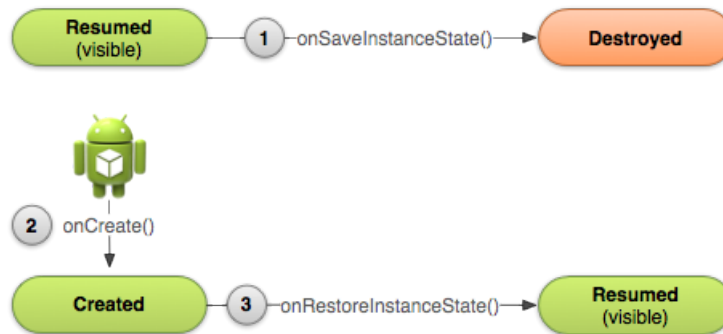 Resumed
(visible)
1
onSaveInstanceState()
Destroyed
2
onCreate()
Created
3
onRestoreInstanceState()
Resumed
(visible)